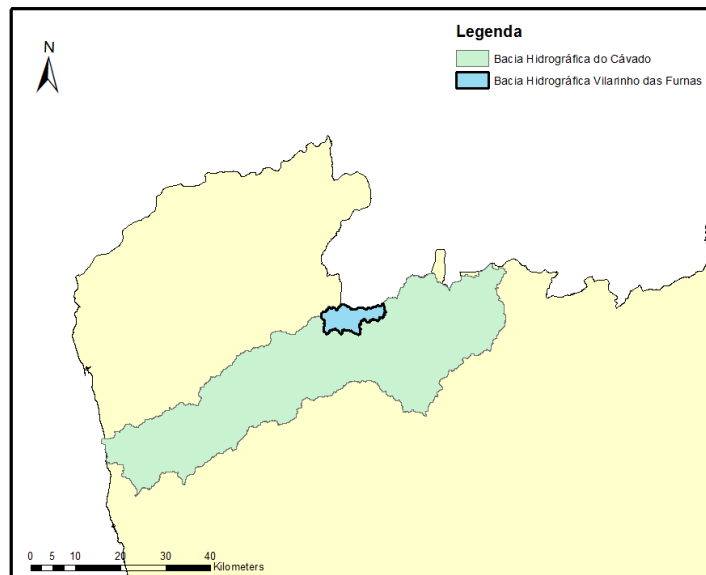 Legenda
Bacia Hidrográfica do Cávado
Bacia Hidrográfica Vilarinho das Furnas
N
0 5 10 20 30 40
Kilometers